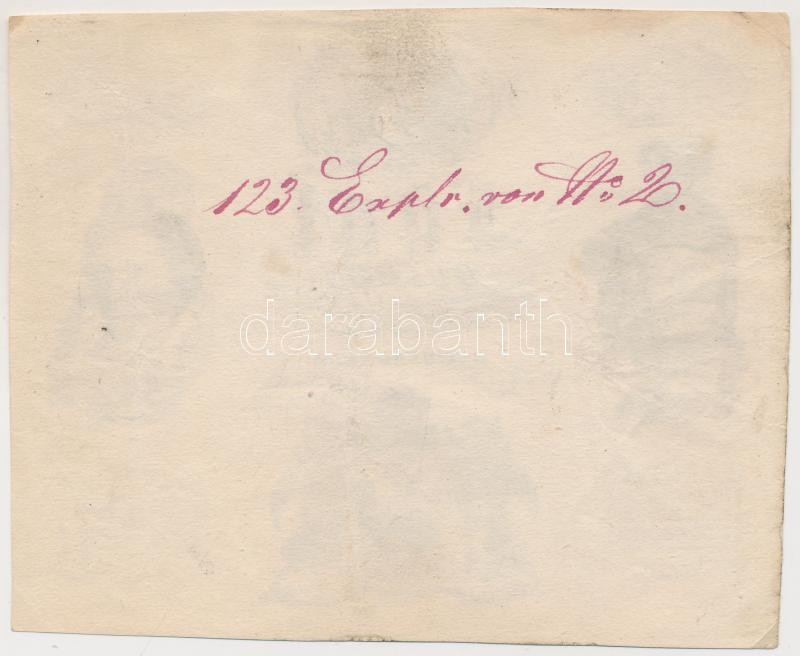 123. Explr. von No 2.
darabanth